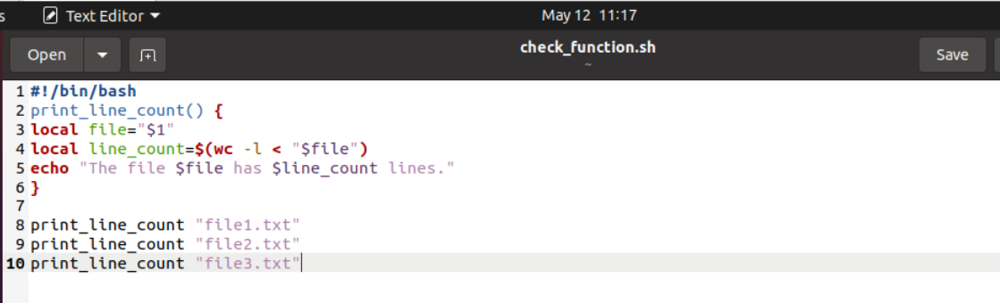 s Text Editor May 12 11:17
Open check_function.sh Save
~
1 #!/bin/bash
2 print_line_count() {
3 local file="$1"
4 local line_count=$(wc -l < "$file")
5 echo "The file $file has $line_count lines."
6 }
7
8 print_line_count "file1.txt"
9 print_line_count "file2.txt"
10 print_line_count "file3.txt"